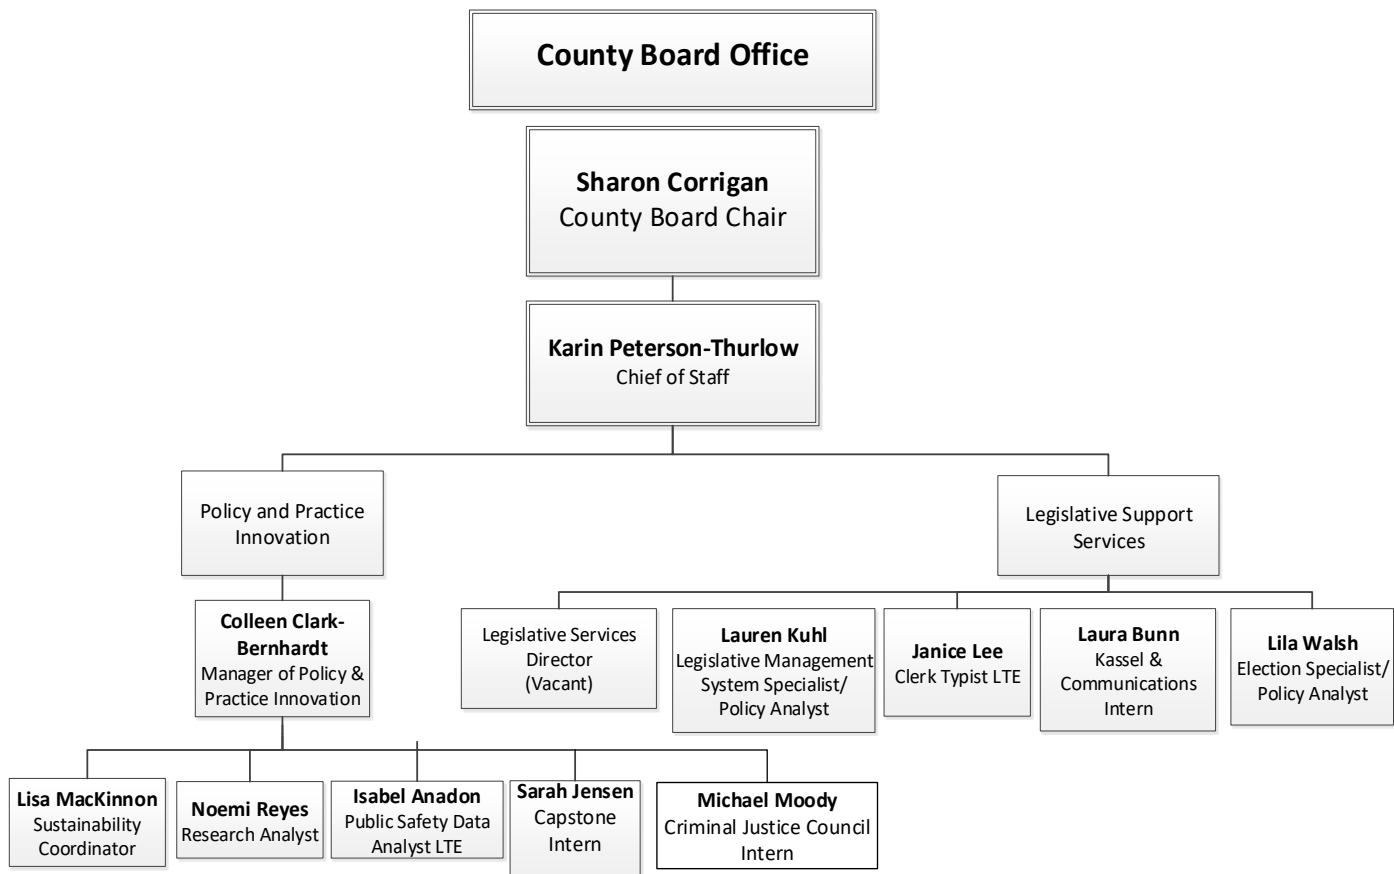 County Board Office
Sharon Corrigan
County Board Chair
Karin Peterson-Thurlow
Chief of Staff
Policy and Practice
Innovation
Legislative Support
Services
Colleen Clark-
Bernhardt
Manager of Policy &
Practice Innovation
Legislative Services
Director
(Vacant)
Lauren Kuhl
Legislative Management
System Specialist/
Policy Analyst
Janice Lee
Clerk Typist LTE
Laura Bunn
Kassel &
Communications
Intern
Lila Walsh
Election Specialist/
Policy Analyst
Lisa MacKinnon
Sustainability
Coordinator
Noemi Reyes
Research Analyst
Isabel Anadon
Public Safety Data
Analyst LTE
Sarah Jensen
Capstone
Intern
Michael Moody
Criminal Justice Council
Intern